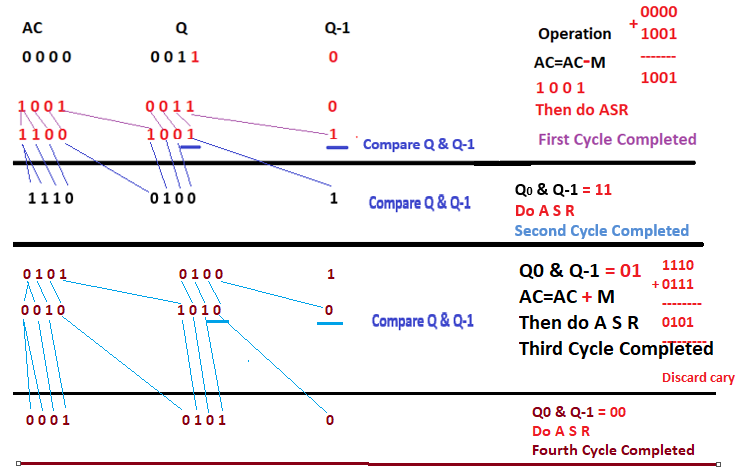 AC Q Q-1
0 0 0 0 0 0 1 1 0
Operation
+ 0000
1001
-------
1001
AC=AC-M
1 0 0 1
Then do ASR
1 0 0 1 0 0 1 1 0
1 1 0 0 1 0 0 1 1 Compare Q & Q-1
First Cycle Completed
1 1 1 0 0 1 0 0 1 Compare Q & Q-1
Q0 & Q-1 = 11
Do A S R
Second Cycle Completed
0 1 0 1 0 1 0 0 1
0 0 1 0 1 0 1 0 0 Compare Q & Q-1
Q0 & Q-1 = 01
AC=AC + M
Then do A S R
Third Cycle Completed
1110
+ 0111
--------
0101
---------
Discard cary
0 0 0 1 0 1 0 1 0
Q0 & Q-1 = 00
Do A S R
Fourth Cycle Completed